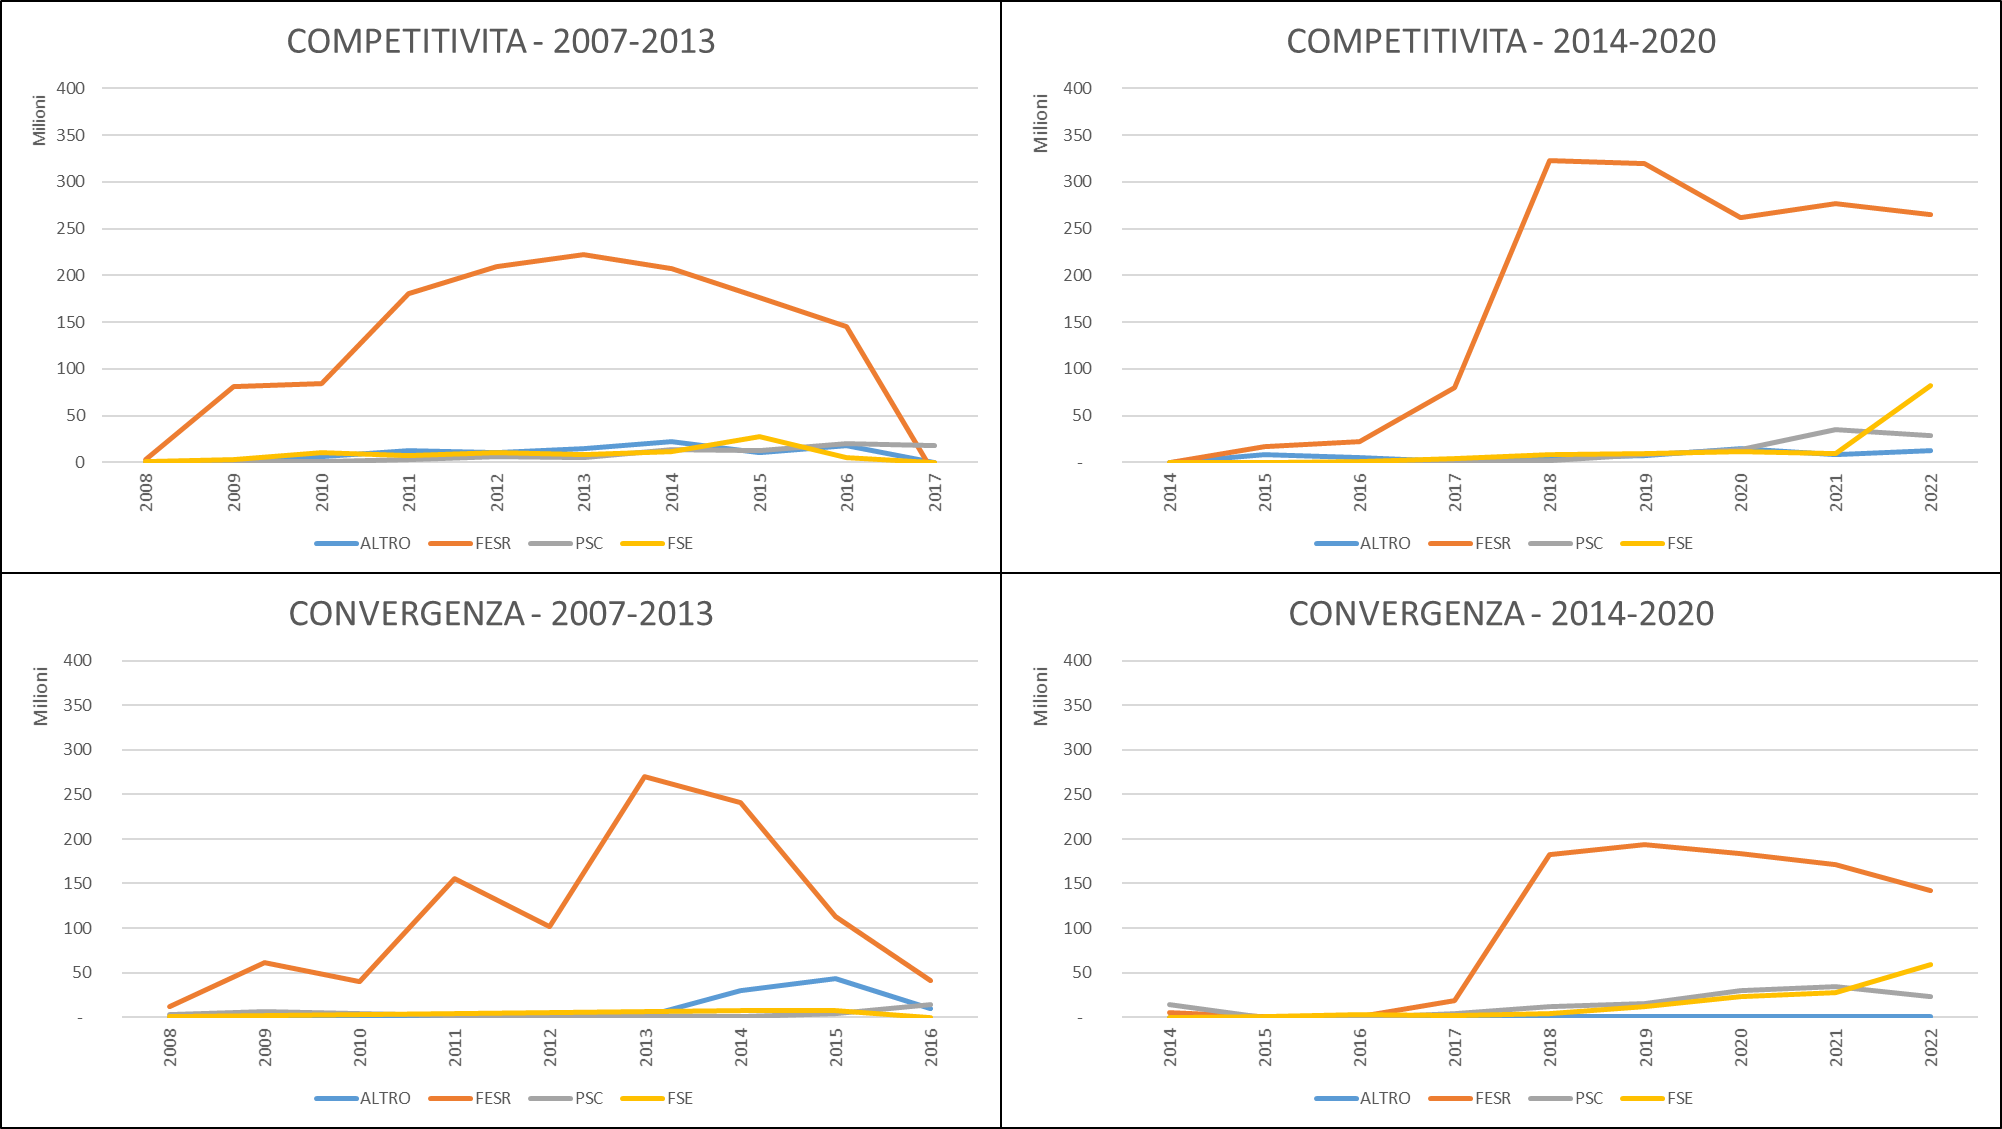 COMPETITIVITA - 2007-2013
Milioni
400
350
300
250
200
150
100
50
0
2008 2009 2010 2011 2012 2013 2014 2015 2016 2017
ALTRO FESR PSC FSE
COMPETITIVITA - 2014-2020
Milioni
400
350
300
250
200
150
100
50
-
2014 2015 2016 2017 2018 2019 2020 2021 2022
ALTRO FESR PSC FSE
CONVERGENZA - 2007-2013
Milioni
400
350
300
250
200
150
100
50
-
2008 2009 2010 2011 2012 2013 2014 2015 2016
ALTRO FESR PSC FSE
CONVERGENZA - 2014-2020
Milioni
400
350
300
250
200
150
100
50
-
2014 2015 2016 2017 2018 2019 2020 2021 2022
ALTRO FESR PSC FSE